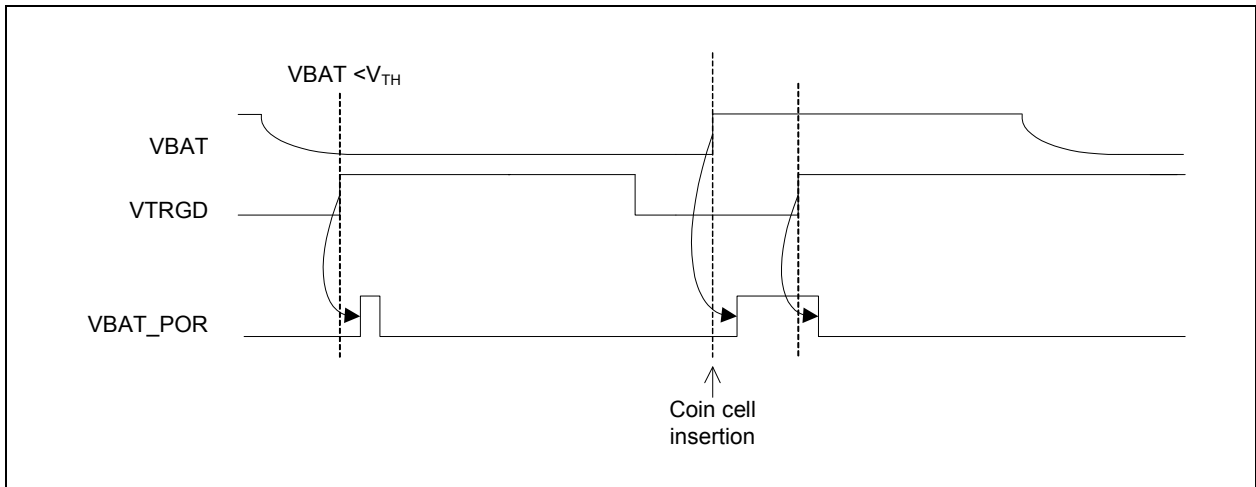 VBAT <VTH
VBAT
VTRGD
VBAT_POR
Coin cell
insertion